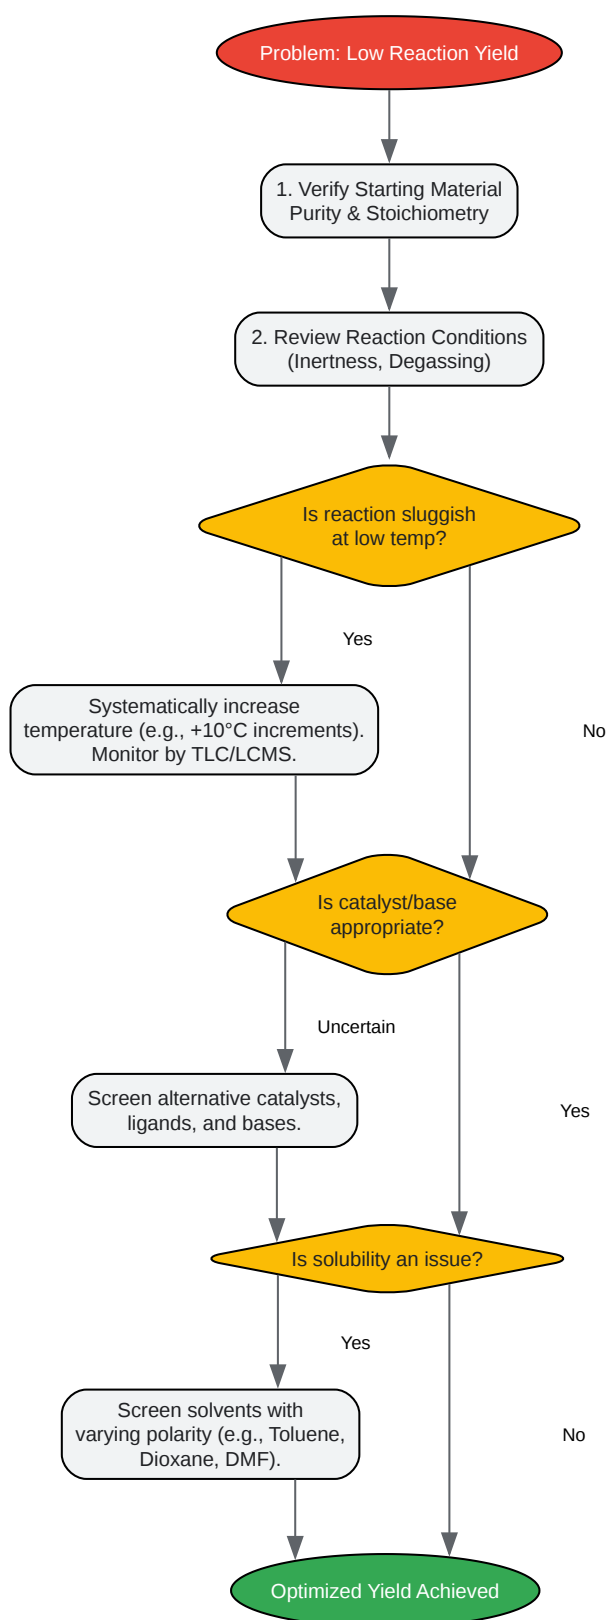 Problem: Low Reaction Yield
1. Verify Starting Material
Purity & Stoichiometry
2. Review Reaction Conditions
(Inertness, Degassing)
Is reaction sluggish
at low temp?
Yes
Systematically increase
temperature (e.g., +10°C increments).
Monitor by TLC/LCMS.
No
Is catalyst/base
appropriate?
Uncertain
Screen alternative catalysts,
ligands, and bases.
Yes
Is solubility an issue?
Yes
Screen solvents with
varying polarity (e.g., Toluene,
Dioxane, DMF).
No
Optimized Yield Achieved